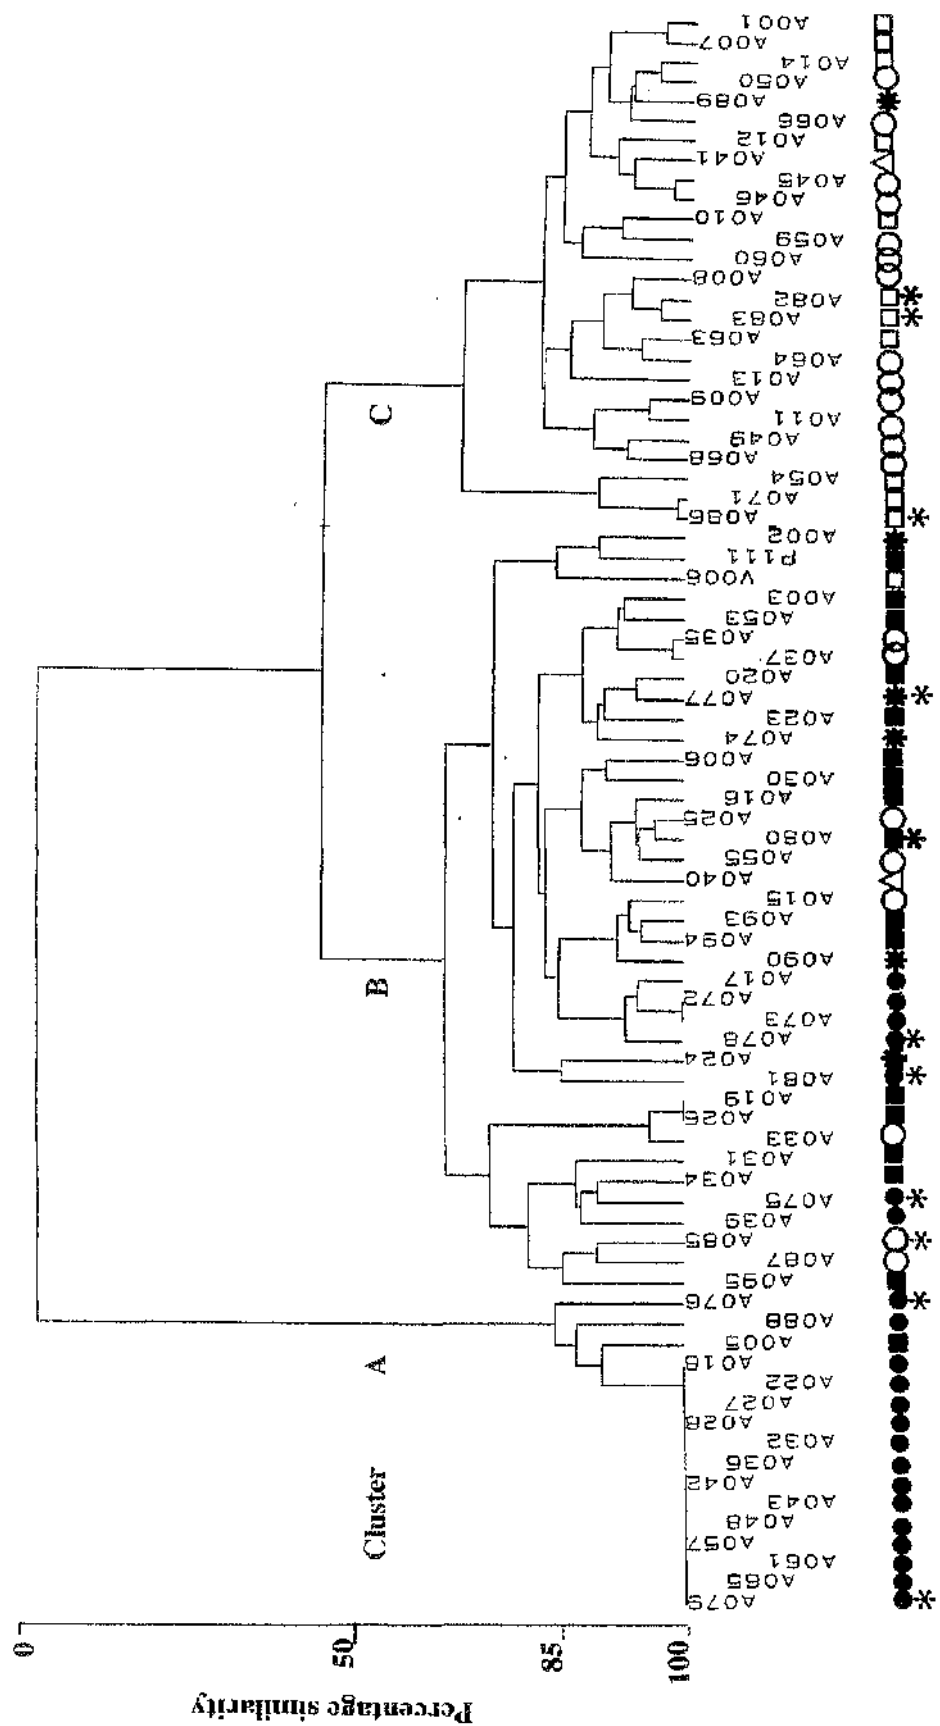 A001
A007
A014
A050
A089
A066
A012
A041
A045
A046
A010
A059
A060
A008
A082
A083
A063
A064
A013
A009
A011
A049
A068
A054
A071
A086
A002
P111
V006
A003
A053
A035
A037
A020
A077
A023
A074
A006
A030
A016
A025
A080
A055
A040
A015
A093
A094
A090
A017
A072
A073
A078
A024
A081
A019
A026
A033
A031
A034
A075
A039
A085
A087
A095
A076
A088
A005
A018
A022
A027
A028
A032
A036
A042
A043
A048
A057
A061
A065
A079
C
B
A
Cluster
0
50
85
100
Percentage similarity